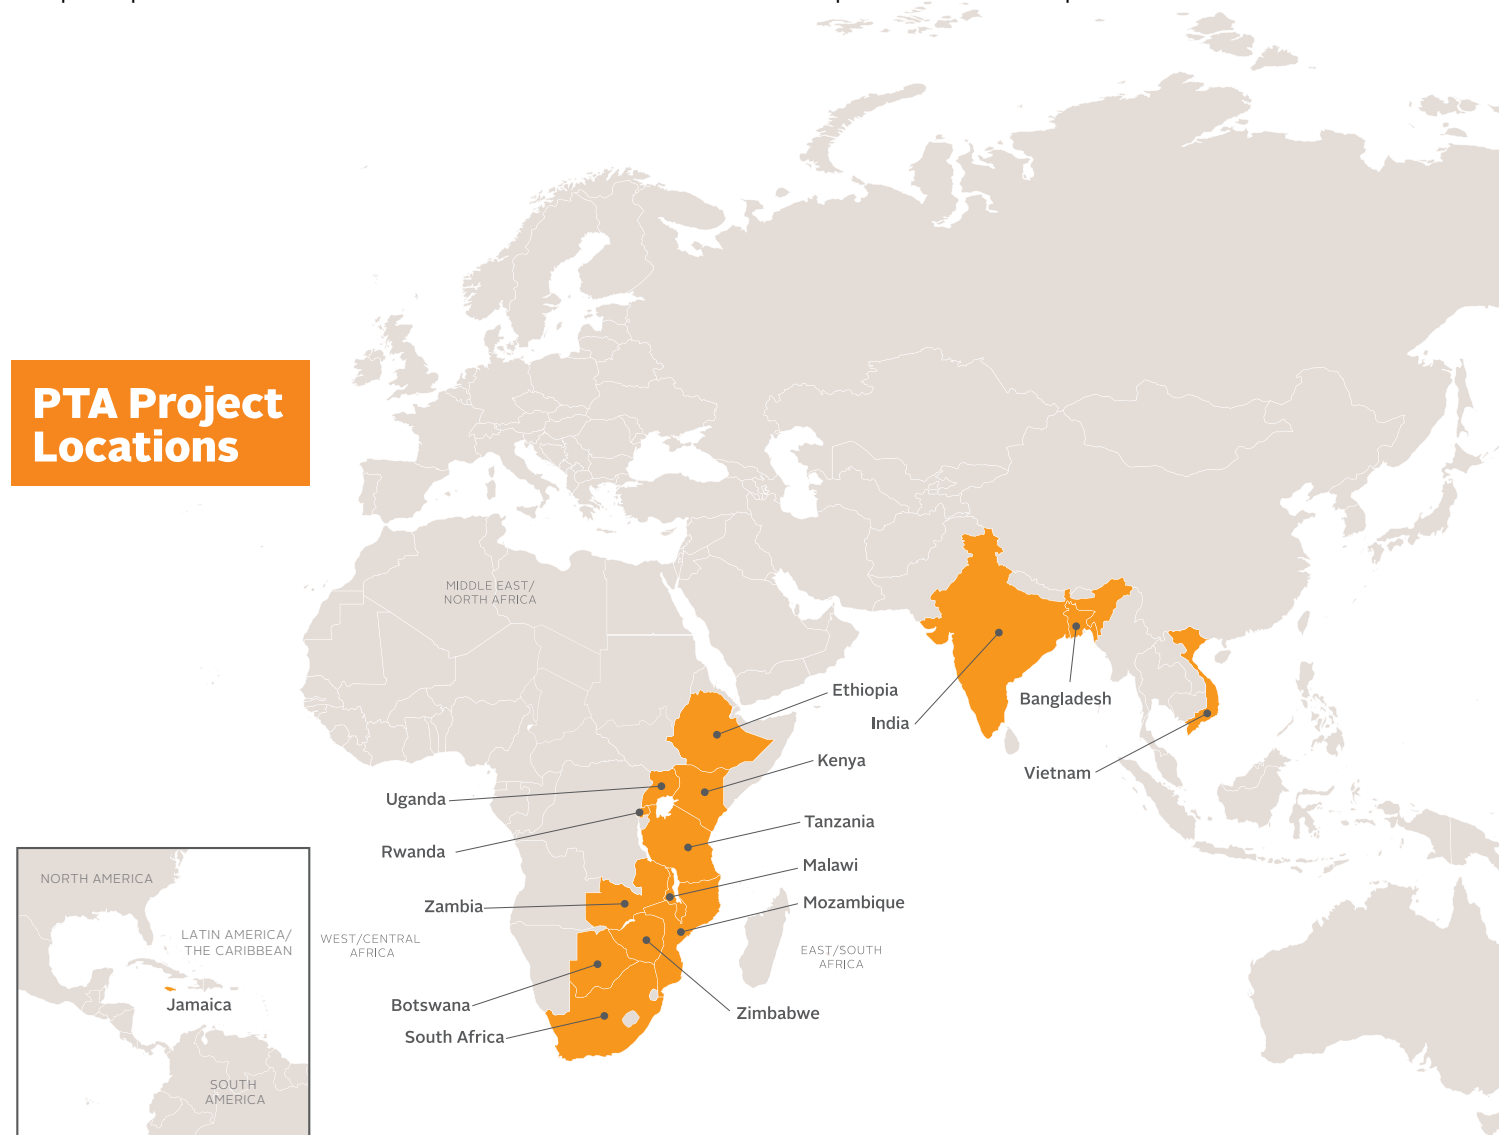 PTA Project
Locations
MIDDLE EAST/
NORTH AFRICA
Ethiopia
India
Bangladesh
Vietnam
Kenya
Uganda
Tanzania
Rwanda
Malawi
Zambia
Mozambique
WEST/CENTRAL
AFRICA
EAST/SOUTH
AFRICA
Botswana
Zimbabwe
South Africa
NORTH AMERICA
LATIN AMERICA/
THE CARIBBEAN
Jamaica
SOUTH
AMERICA